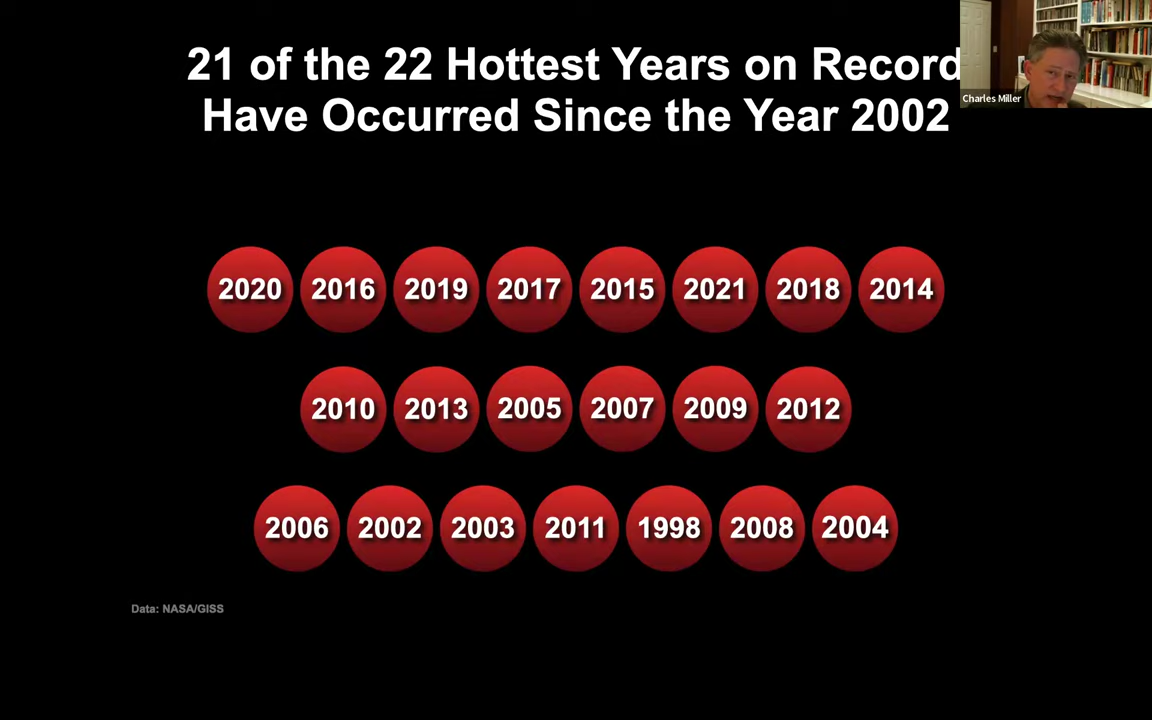 21 of the 22 Hottest Years on Record
Have Occurred Since the Year 2002
Charles Miller
2020 2016 2019 2017 2015 2021 2018 2014
2010 2013 2005 2007 2009 2012
2006 2002 2003 2011 1998 2008 2004
Data: NASA/GISS